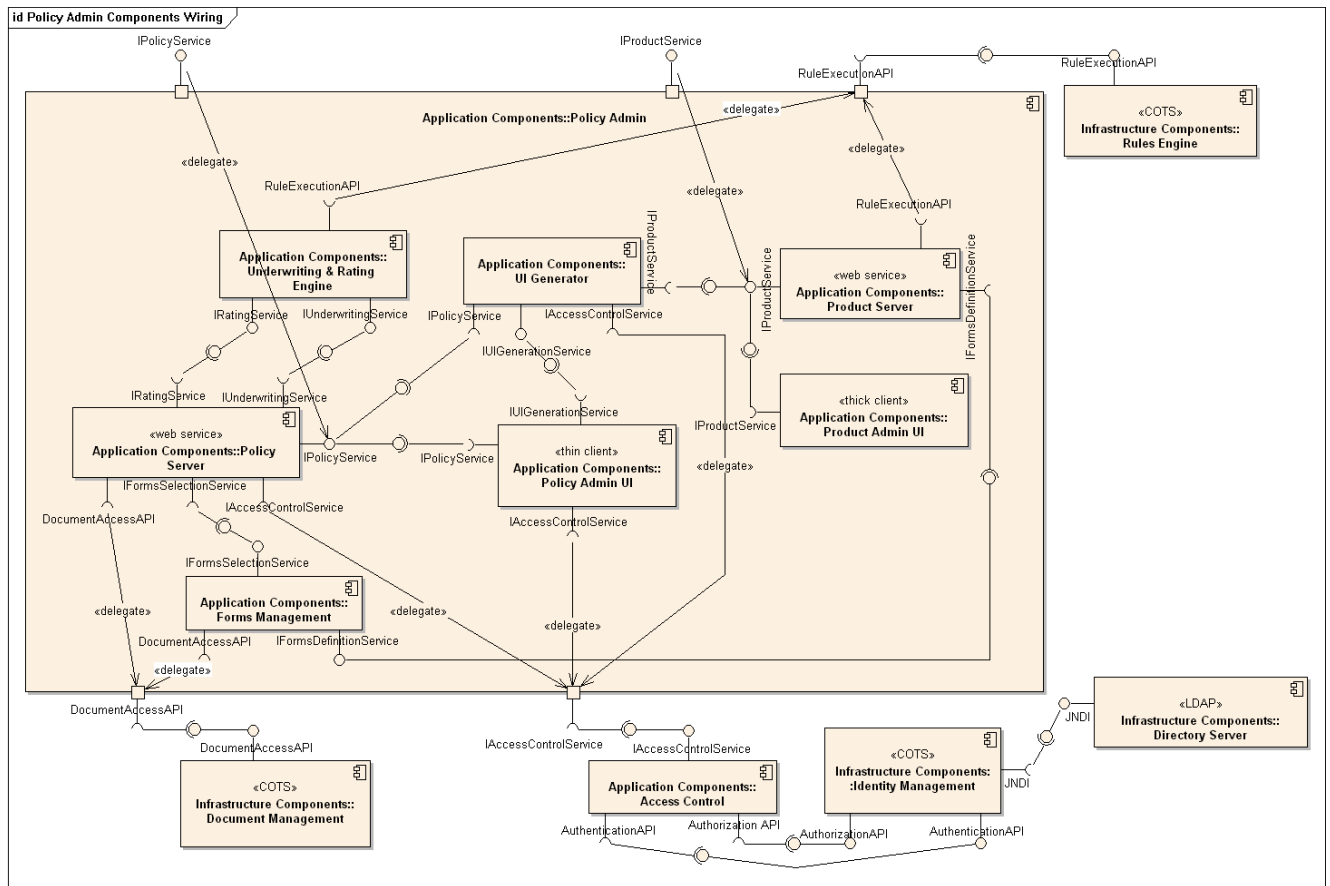 id Policy Admin Components Wiring
IPolicyService
IProductService
RuleExecutionAPI
RuleExecutionAPI
«COTS»
Infrastructure Components::
Rules Engine
Application Components::Policy Admin
«delegate»
«delegate»
«delegate»
«delegate»
RuleExecutionAPI
RuleExecutionAPI
Application Components::
Underwriting & Rating
Engine
Application Components::
UI Generator
IProductService
IProductService
«web service»
Application Components::
Product Server
IFormsDefinitionService
IRatingService
IUnderwritingService
IPolicyService
IAccessControlService
IUIGenerationService
IRatingService
IUnderwritingService
IUIGenerationService
IProductService
«thick client»
Application Components::
Product Admin UI
«web service»
Application Components::Policy
Server
IPolicyService
IPolicyService
«thin client»
Application Components::
Policy Admin UI
«delegate»
IFormsSelectionService
DocumentAccessAPI
IAccessControlService
IAccessControlService
IFormsSelectionService
Application Components::
Forms Management
«delegate»
«delegate»
«delegate»
DocumentAccessAPI
IFormsDefinitionService
«delegate»
DocumentAccessAPI
DocumentAccessAPI
IAccessControlService
IAccessControlService
JNDI
«LDAP»
Infrastructure Components::
Directory Server
«COTS»
Infrastructure Components::
Document Management
Application Components::
Access Control
«COTS»
Infrastructure Components:
:Identity Management
JNDI
AuthenticationAPI
Authorization API
AuthorizationAPI
AuthenticationAPI